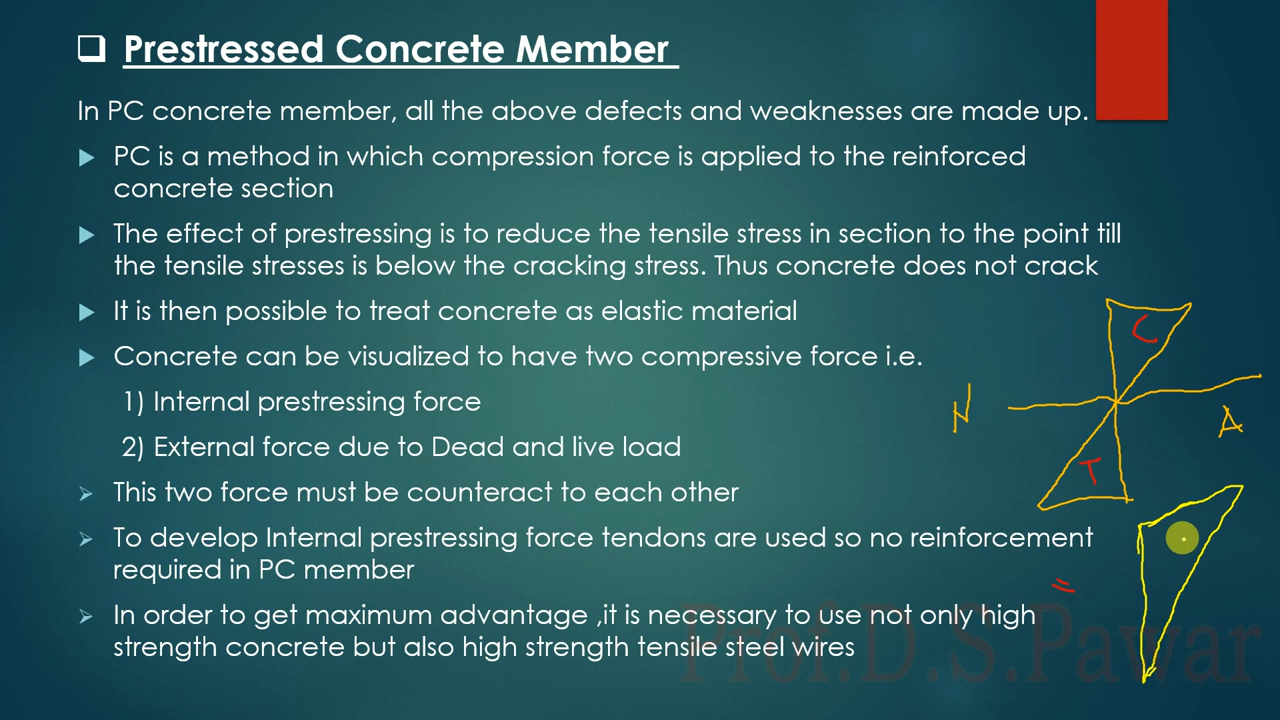 Prestressed Concrete Member
In PC concrete member, all the above defects and weaknesses are made up.
PC is a method in which compression force is applied to the reinforced
concrete section
The effect of prestressing is to reduce the tensile stress in section to the point till
the tensile stresses is below the cracking stress. Thus concrete does not crack
It is then possible to treat concrete as elastic material
Concrete can be visualized to have two compressive force i.e.
1) Internal prestressing force
2) External force due to Dead and live load
This two force must be counteract to each other
To develop Internal prestressing force tendons are used so no reinforcement
required in PC member
In order to get maximum advantage ,it is necessary to use not only high
strength concrete but also high strength tensile steel wires
C
N
A
T
=
Prof.D.S.Pawar